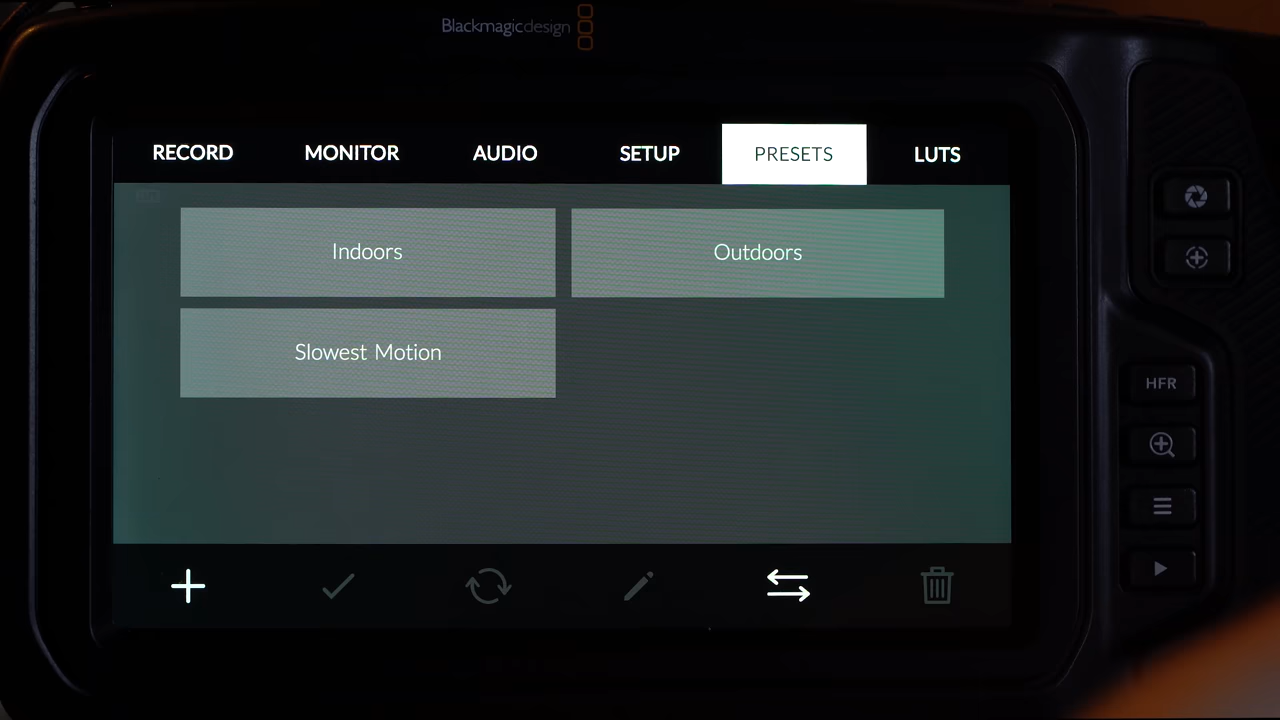 Blackmagicdesign
RECORD MONITOR AUDIO SETUP PRESETS LUTS
Indoors Outdoors
Slowest Motion
HFR